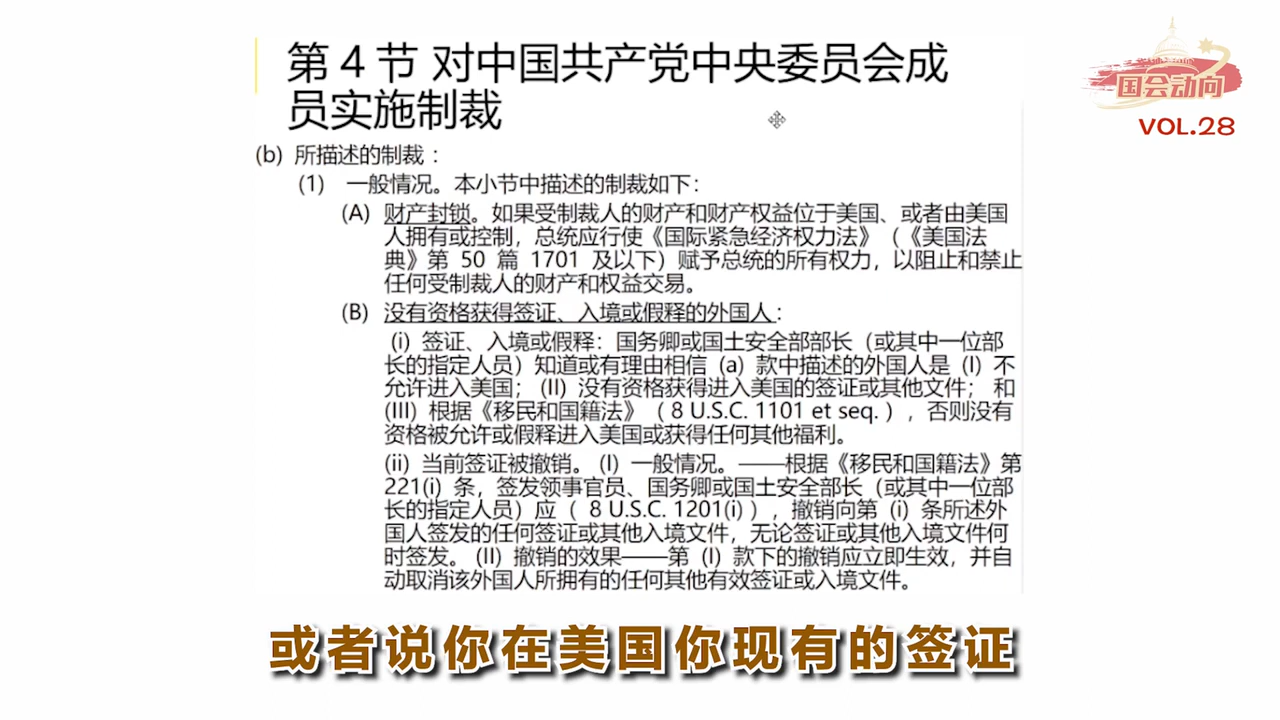 第 4 节 对中国共产党中央委员会成
员实施制裁
国会动向
VOL.28
(b) 所描述的制裁：
(1) 一般情况。本小节中描述的制裁如下：
(A) 财产封锁。如果受制裁人的财产和财产权益位于美国、或者由美国
人拥有或控制，总统应行使《国际紧急经济权力法》（《美国法
典》第 50 篇 1701 及以下）赋予总统的所有权力，以阻止和禁止
任何受制裁人的财产和权益交易。
(B) 没有资格获得签证、入境或假释的外国人：
(i) 签证、入境或假释：国务卿或国土安全部部长（或其中一位部
长的指定人员）知道或有理由相信 (a) 款中描述的外国人是 (I) 不
允许进入美国； (II) 没有资格获得进入美国的签证或其他文件； 和
(III) 根据《移民和国籍法》（ 8 U.S.C. 1101 et seq. ），否则没有
资格被允许或假释进入美国或获得任何其他福利。
(ii) 当前签证被撤销。 (I) 一般情况。——根据《移民和国籍法》第
221(i) 条，签发领事官员、国务卿或国土安全部部长（或其中一位部
长的指定人员）应（ 8 U.S.C. 1201(i) ），撤销向第 (i) 条所述外
国人签发的任何签证或其他入境文件，无论签证或其他入境文件何
时签发。 (II) 撤销的效果——第 (I) 款下的撤销应立即生效，并自
动取消该外国人所拥有的任何其他有效签证或入境文件。
或者说你在美国你现有的签证